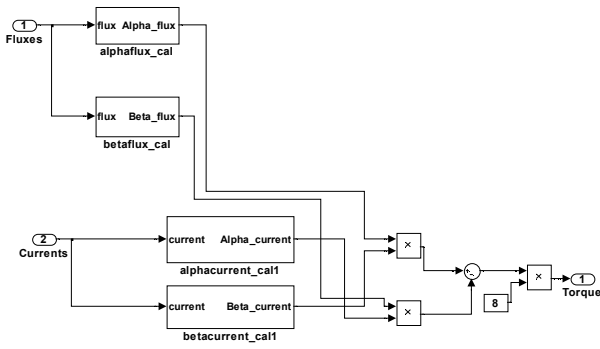 1
Fluxes
flux Alpha_flux
alphaflux_cal
flux Beta_flux
betaflux_cal
2
Currents
current Alpha_current
alphacurrent_cal1
current Beta_current
betacurrent_cal1
×
×
+
-
8
×
1
Torque